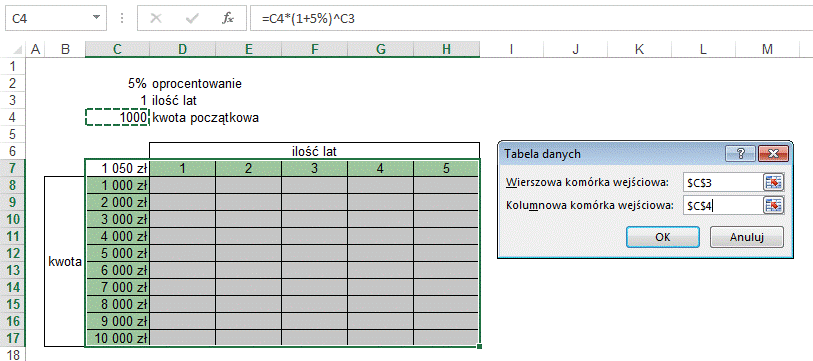 C4 =C4*(1+5%)^C3
A B C D E F G H I J K L M
1
2 5% oprocentowanie
3 1 ilość lat
4 1000 kwota początkowa
5
6 ilość lat
7 1 050 zł 1 2 3 4 5
8 1 000 zł
9 2 000 zł
10 3 000 zł
11 4 000 zł
12 kwota 5 000 zł
13 6 000 zł
14 7 000 zł
15 8 000 zł
16 9 000 zł
17 10 000 zł
18
Tabela danych
Wierszowa komórka wejściowa: $C$3
Kolumnowa komórka wejściowa: $C$4
OK Anuluj